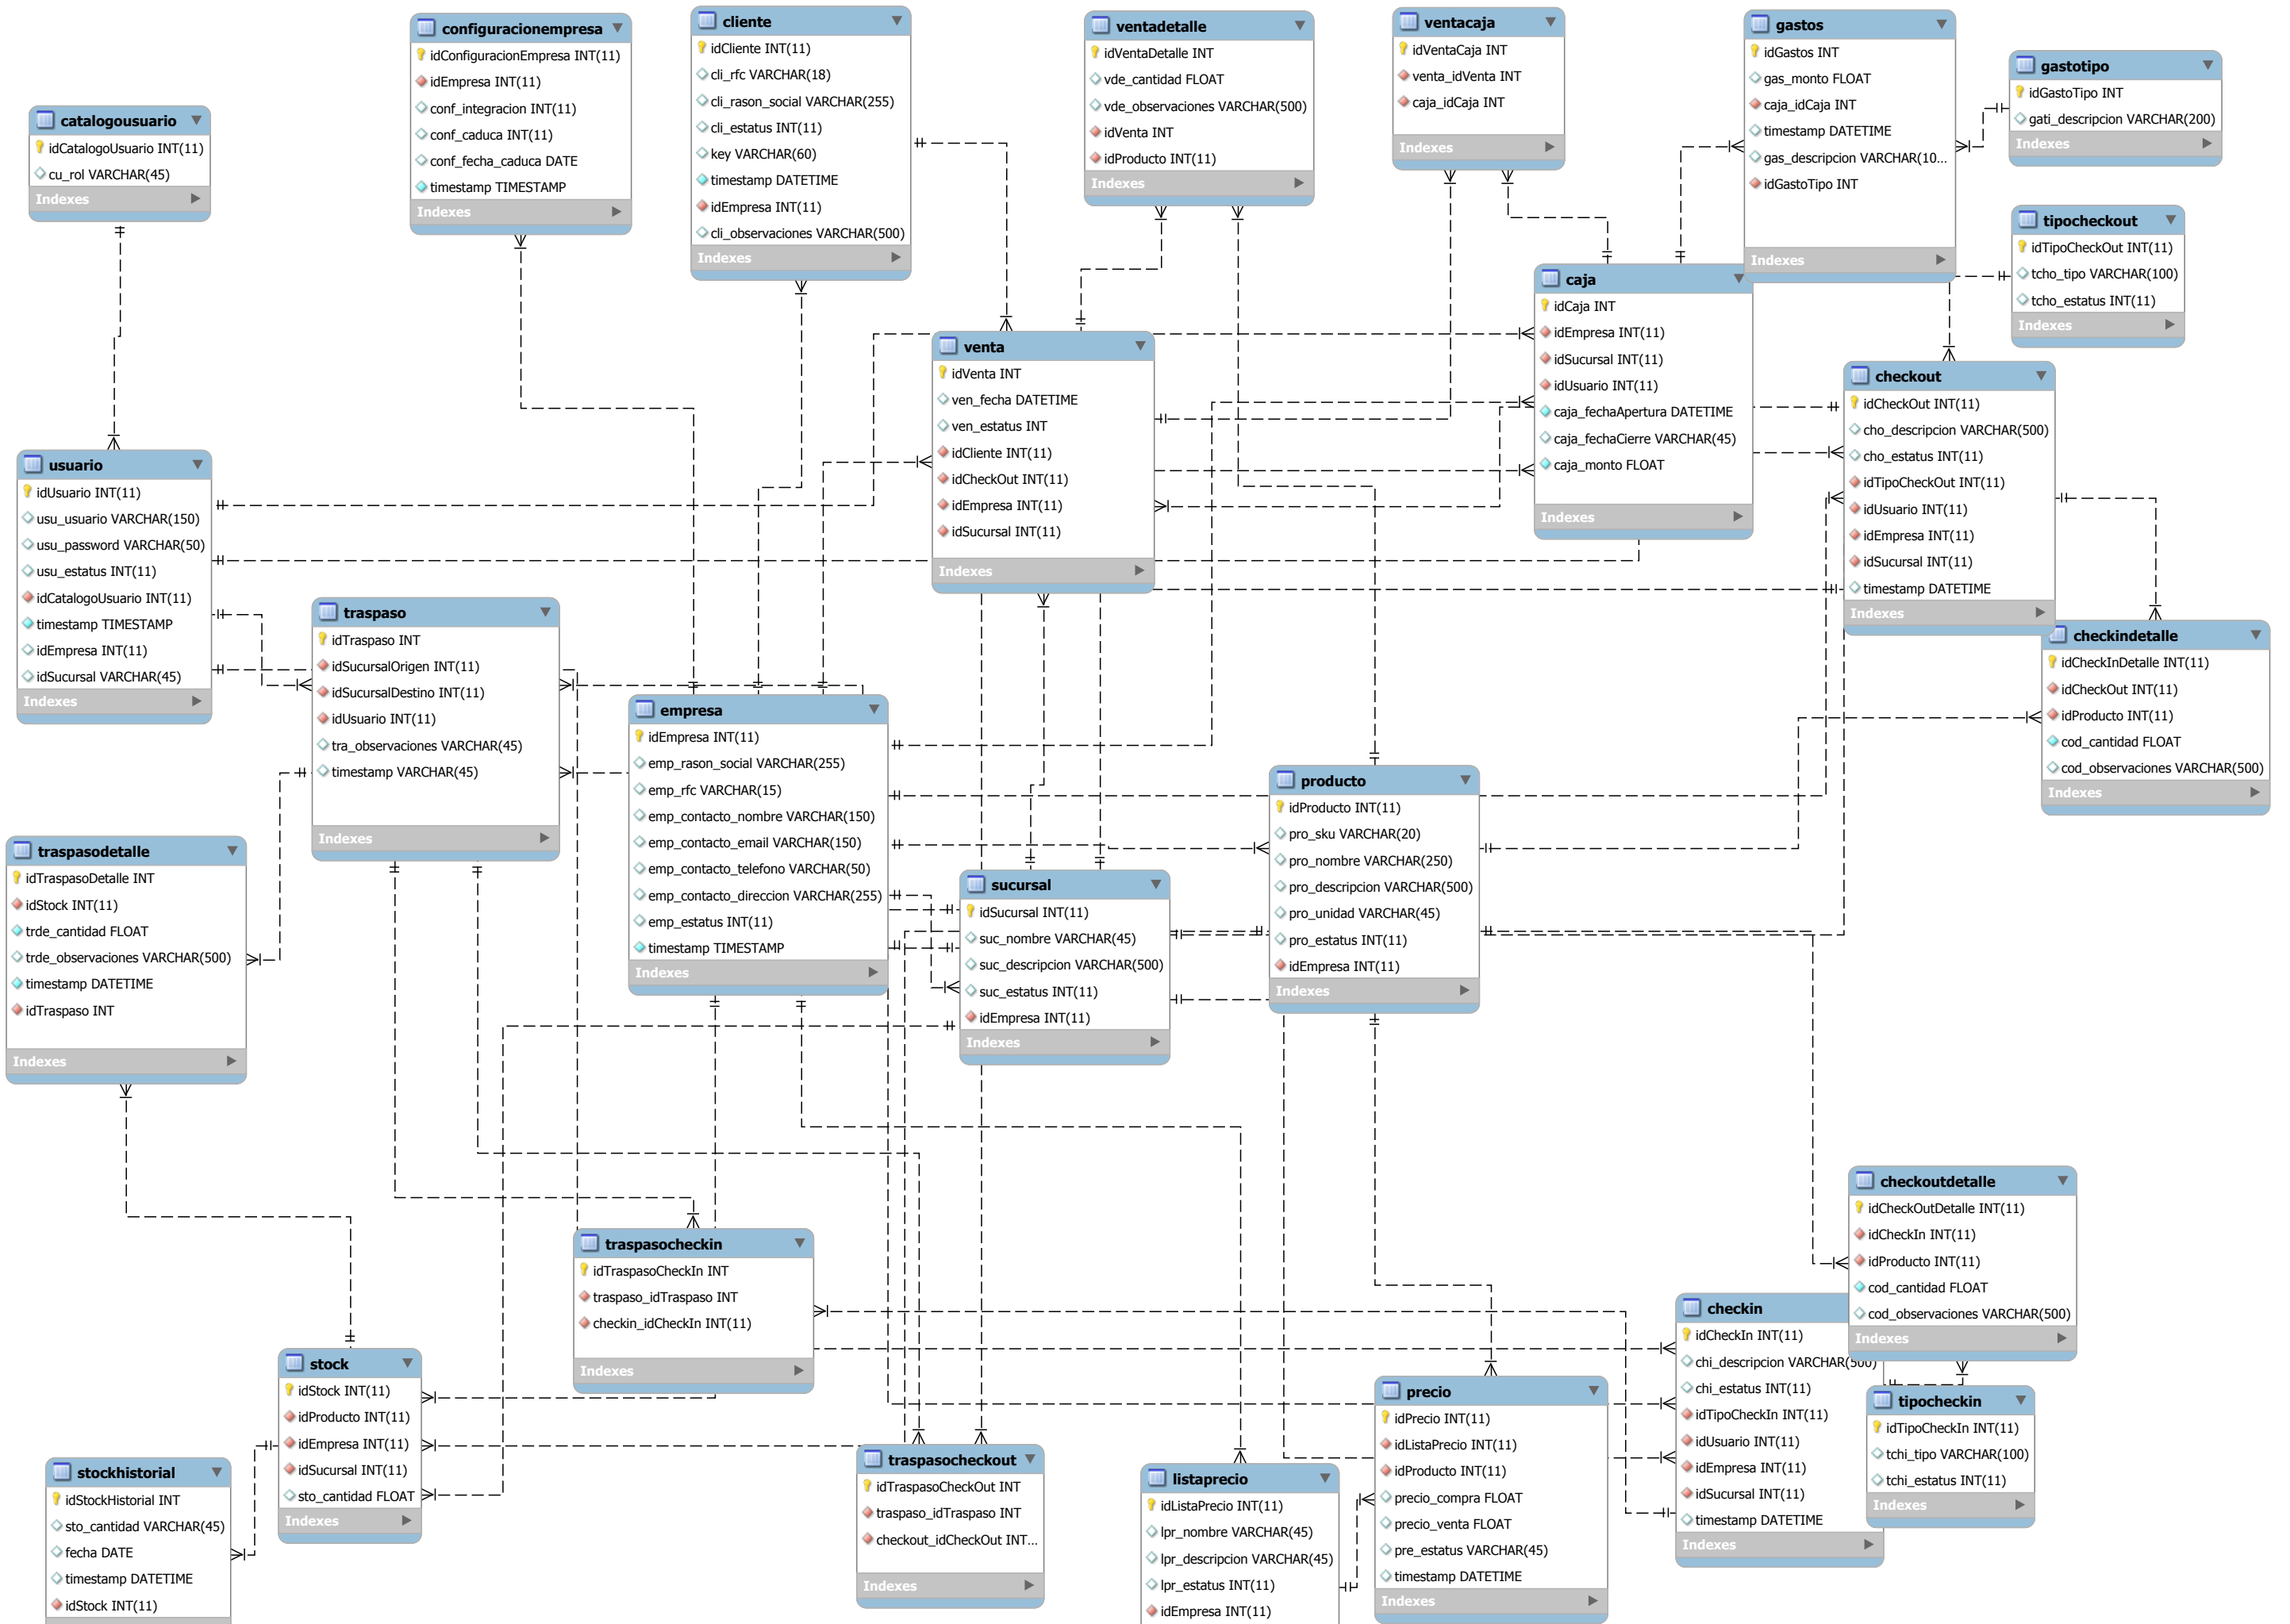 configuracionempresa
idConfiguracionEmpresa INT(11)
idEmpresa INT(11)
conf_integracion INT(11)
conf_caduca INT(11)
conf_fecha_caduca DATE
timestamp TIMESTAMP
Indexes
cliente
idCliente INT(11)
cli_rfc VARCHAR(18)
cli_rason_social VARCHAR(255)
cli_estatus INT(11)
key VARCHAR(60)
timestamp DATETIME
idEmpresa INT(11)
cli_observaciones VARCHAR(500)
Indexes
ventadetalle
idVentaDetalle INT
vde_cantidad FLOAT
vde_observaciones VARCHAR(500)
idVenta INT
idProducto INT(11)
Indexes
ventacaja
idVentaCaja INT
venta_idVenta INT
caja_idCaja INT
Indexes
gastos
idGastos INT
gas_monto FLOAT
caja_idCaja INT
timestamp DATETIME
gas_descripcion VARCHAR(10...
idGastoTipo INT
Indexes
gastotipo
idGastoTipo INT
gati_descripcion VARCHAR(200)
Indexes
catalogousuario
idCatalogoUsuario INT(11)
cu_rol VARCHAR(45)
Indexes
tipocheckout
idTipoCheckOut INT(11)
tcho_tipo VARCHAR(100)
tcho_estatus INT(11)
Indexes
caja
idCaja INT
idEmpresa INT(11)
idSucursal INT(11)
idUsuario INT(11)
caja_fechaApertura DATETIME
caja_fechaCierre VARCHAR(45)
caja_monto FLOAT
Indexes
venta
idVenta INT
ven_fecha DATETIME
ven_estatus INT
idCliente INT(11)
idCheckOut INT(11)
idEmpresa INT(11)
idSucursal INT(11)
Indexes
checkout
idCheckOut INT(11)
cho_descripcion VARCHAR(500)
cho_estatus INT(11)
idTipoCheckOut INT(11)
idUsuario INT(11)
idEmpresa INT(11)
idSucursal INT(11)
timestamp DATETIME
Indexes
usuario
idUsuario INT(11)
usu_usuario VARCHAR(150)
usu_password VARCHAR(50)
usu_estatus INT(11)
idCatalogoUsuario INT(11)
timestamp TIMESTAMP
idEmpresa INT(11)
idSucursal VARCHAR(45)
Indexes
traspaso
idTraspaso INT
idSucursalOrigen INT(11)
idSucursalDestino INT(11)
idUsuario INT(11)
tra_observaciones VARCHAR(45)
timestamp VARCHAR(45)
Indexes
checkindetalle
idCheckInDetalle INT(11)
idCheckOut INT(11)
idProducto INT(11)
cod_cantidad FLOAT
cod_observaciones VARCHAR(500)
Indexes
empresa
idEmpresa INT(11)
emp_rason_social VARCHAR(255)
emp_rfc VARCHAR(15)
emp_contacto_nombre VARCHAR(150)
emp_contacto_email VARCHAR(150)
emp_contacto_telefono VARCHAR(50)
emp_contacto_direccion VARCHAR(255)
emp_estatus INT(11)
timestamp TIMESTAMP
Indexes
producto
idProducto INT(11)
pro_sku VARCHAR(20)
pro_nombre VARCHAR(250)
pro_descripcion VARCHAR(500)
pro_unidad VARCHAR(45)
pro_estatus INT(11)
idEmpresa INT(11)
Indexes
traspasodetalle
idTraspasoDetalle INT
idStock INT(11)
trde_cantidad FLOAT
trde_observaciones VARCHAR(500)
timestamp DATETIME
idTraspaso INT
Indexes
sucursal
idSucursal INT(11)
suc_nombre VARCHAR(45)
suc_descripcion VARCHAR(500)
suc_estatus INT(11)
idEmpresa INT(11)
Indexes
checkoutdetalle
idCheckOutDetalle INT(11)
idCheckIn INT(11)
idProducto INT(11)
cod_cantidad FLOAT
cod_observaciones VARCHAR(500)
Indexes
traspasocheckin
idTraspasoCheckIn INT
traspaso_idTraspaso INT
checkin_idCheckIn INT(11)
Indexes
checkin
idCheckIn INT(11)
chi_descripcion VARCHAR(500)
chi_estatus INT(11)
idTipoCheckIn INT(11)
idUsuario INT(11)
idEmpresa INT(11)
idSucursal INT(11)
timestamp DATETIME
Indexes
stock
idStock INT(11)
idProducto INT(11)
idEmpresa INT(11)
idSucursal INT(11)
sto_cantidad FLOAT
Indexes
precio
idPrecio INT(11)
idListaPrecio INT(11)
idProducto INT(11)
precio_compra FLOAT
precio_venta FLOAT
pre_estatus VARCHAR(45)
timestamp DATETIME
Indexes
tipocheckin
idTipoCheckIn INT(11)
tchi_tipo VARCHAR(100)
tchi_estatus INT(11)
Indexes
traspasocheckout
idTraspasoCheckOut INT
traspaso_idTraspaso INT
checkout_idCheckOut INT...
Indexes
stockhistorial
idStockHistorial INT
sto_cantidad VARCHAR(45)
fecha DATE
timestamp DATETIME
idStock INT(11)
listaprecio
idListaPrecio INT(11)
lpr_nombre VARCHAR(45)
lpr_descripcion VARCHAR(45)
lpr_estatus INT(11)
idEmpresa INT(11)